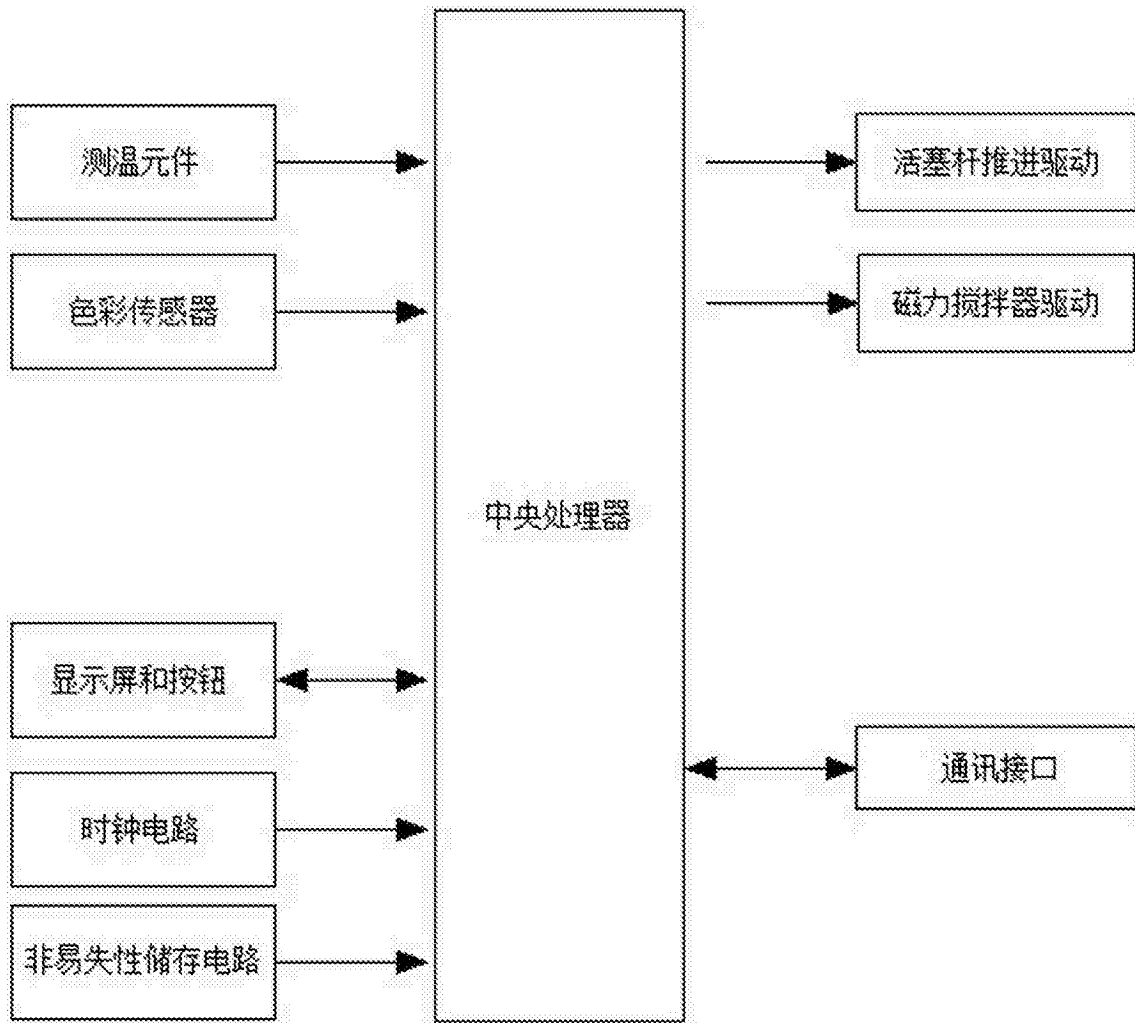 测温元件
色彩传感器
显示屏和按钮
时钟电路
非易失性储存电路
中央处理器
活塞杆推进驱动
磁力搅拌器驱动
通讯接口